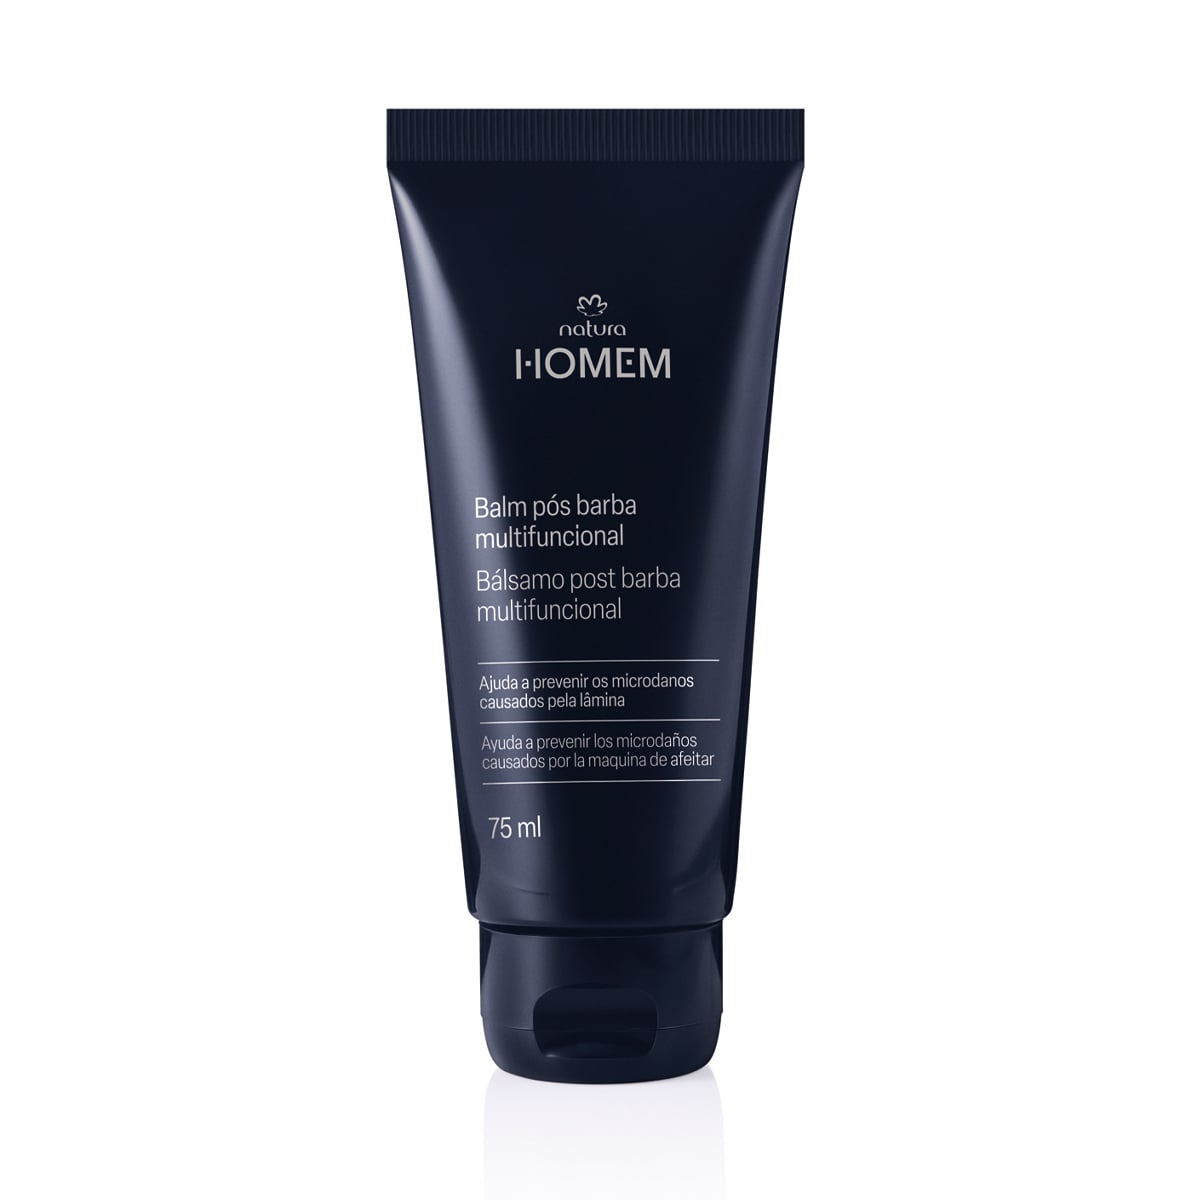 natura
HOMEM
Balm pós barba
multifuncional
Bálsamo post barba
multifuncional
Ajuda a prevenir os microdanos
causados pela lâmina
Ayuda a prevenir los microdaños
causados por la maquina de afeitar
75 ml